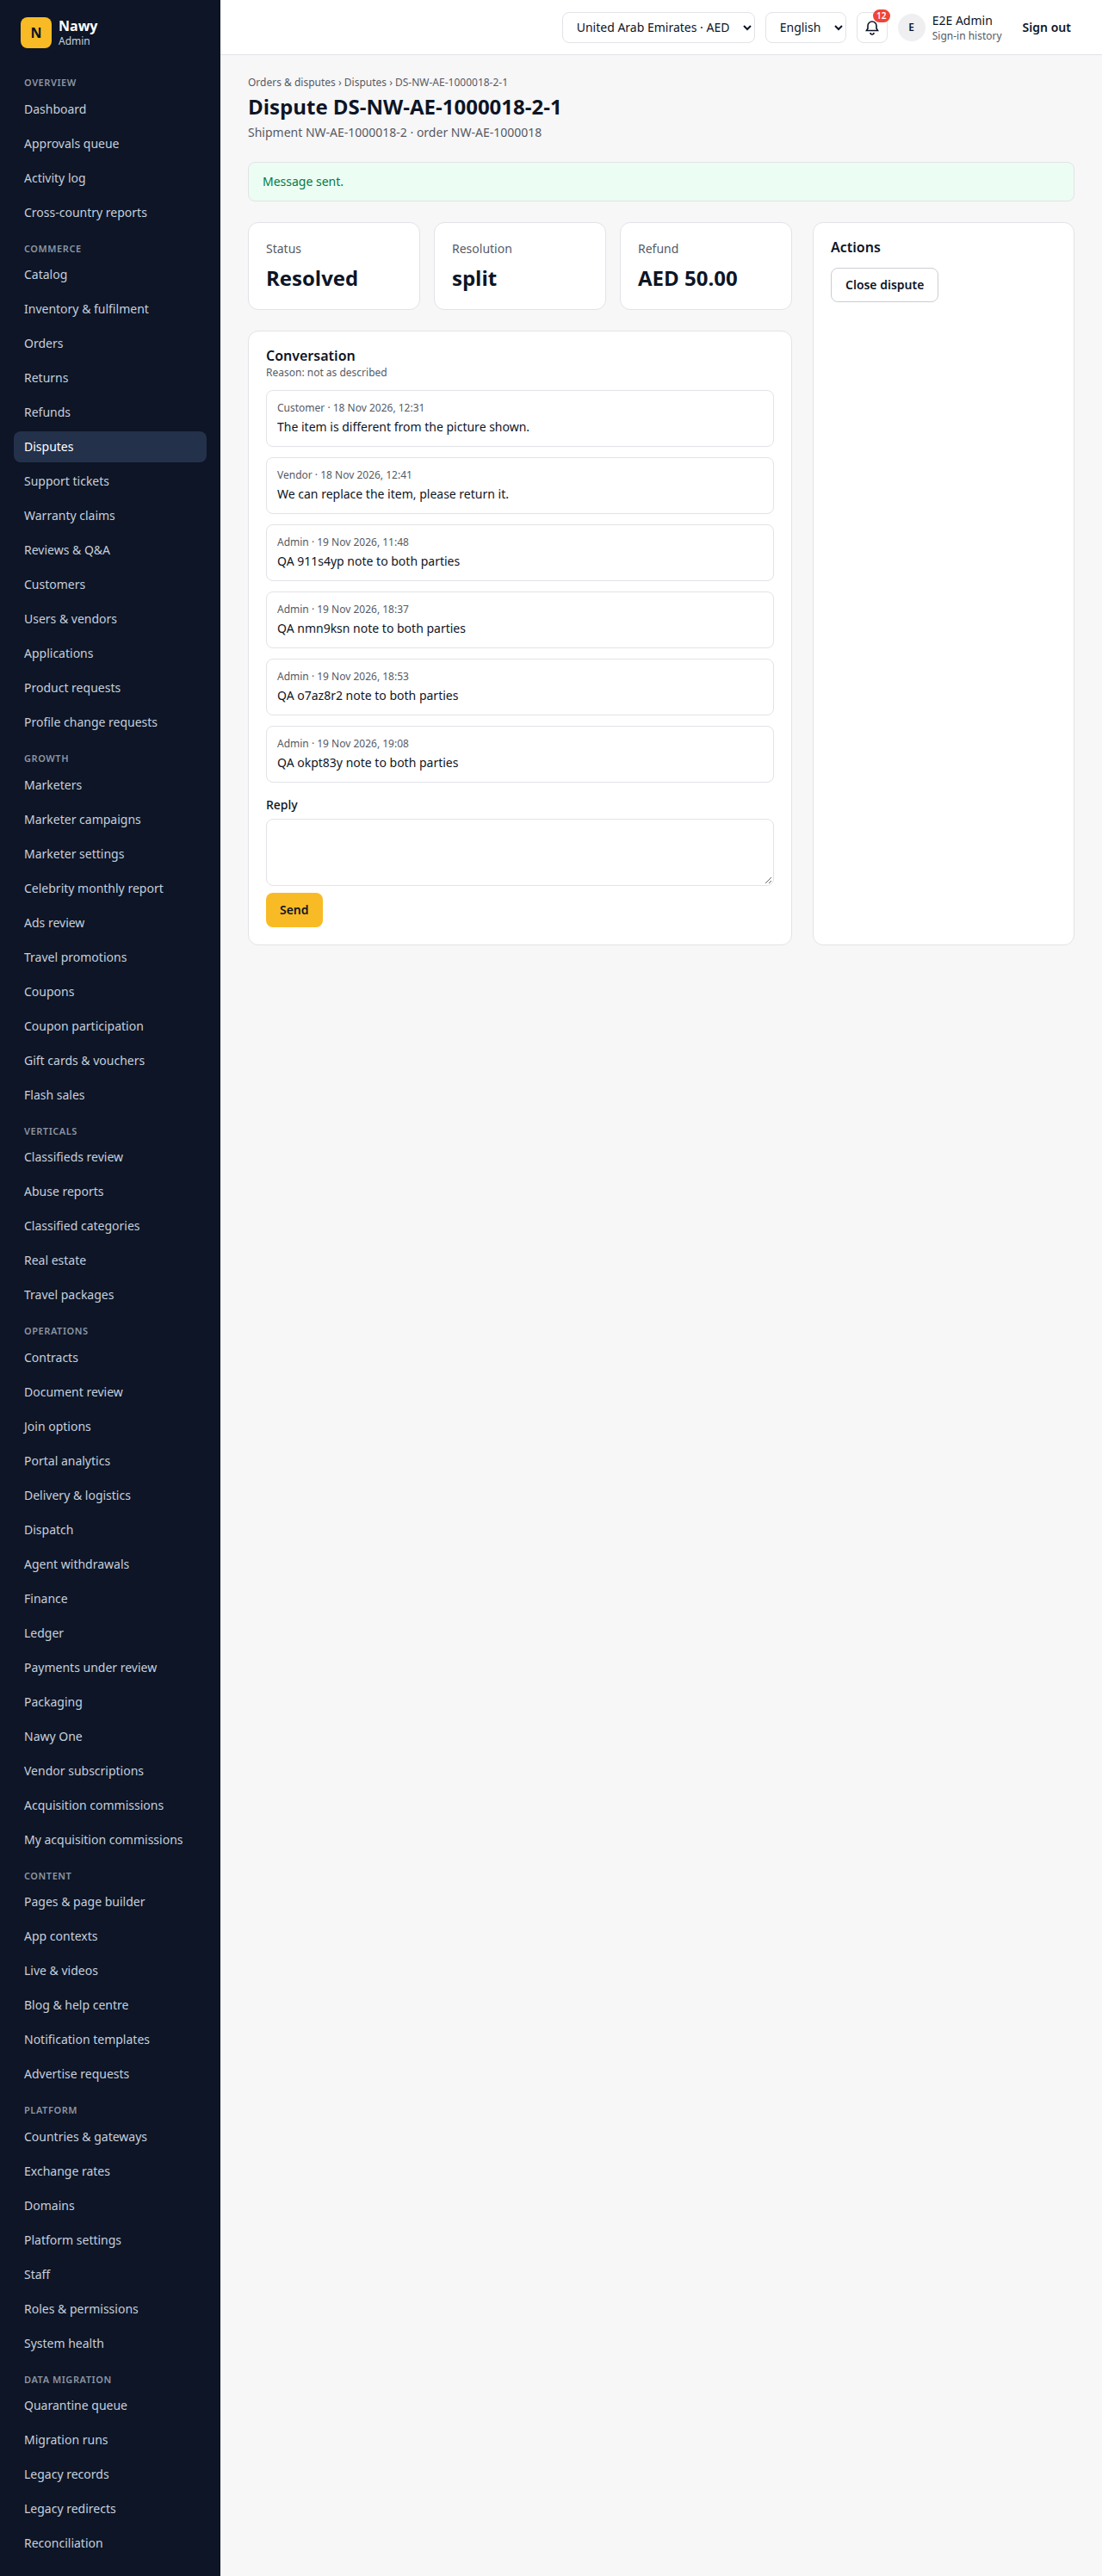 N
Nawy
Admin
OVERVIEW
Dashboard
Approvals queue
Activity log
Cross-country reports
COMMERCE
Catalog
Inventory & fulfilment
Orders
Returns
Refunds
Disputes
Support tickets
Warranty claims
Reviews & Q&A
Customers
Users & vendors
Applications
Product requests
Profile change requests
GROWTH
Marketers
Marketer campaigns
Marketer settings
Celebrity monthly report
Ads review
Travel promotions
Coupons
Coupon participation
Gift cards & vouchers
Flash sales
VERTICALS
Classifieds review
Abuse reports
Classified categories
Real estate
Travel packages
OPERATIONS
Contracts
Document review
Join options
Portal analytics
Delivery & logistics
Dispatch
Agent withdrawals
Finance
Ledger
Payments under review
Packaging
Nawy One
Vendor subscriptions
Acquisition commissions
My acquisition commissions
CONTENT
Pages & page builder
App contexts
Live & videos
Blog & help centre
Notification templates
Advertise requests
PLATFORM
Countries & gateways
Exchange rates
Domains
Platform settings
Staff
Roles & permissions
System health
DATA MIGRATION
Quarantine queue
Migration runs
Legacy records
Legacy redirects
Reconciliation
United Arab Emirates · AED
English
12
E
E2E Admin
Sign-in history
Sign out
Orders & disputes › Disputes › DS-NW-AE-1000018-2-1
Dispute DS-NW-AE-1000018-2-1
Shipment NW-AE-1000018-2 · order NW-AE-1000018
Message sent.
Status
Resolved
Resolution
split
Refund
AED 50.00
Actions
Close dispute
Conversation
Reason: not as described
Customer · 18 Nov 2026, 12:31
The item is different from the picture shown.
Vendor · 18 Nov 2026, 12:41
We can replace the item, please return it.
Admin · 19 Nov 2026, 11:48
QA 911s4yp note to both parties
Admin · 19 Nov 2026, 18:37
QA nmn9ksn note to both parties
Admin · 19 Nov 2026, 18:53
QA o7az8r2 note to both parties
Admin · 19 Nov 2026, 19:08
QA okpt83y note to both parties
Reply
Send